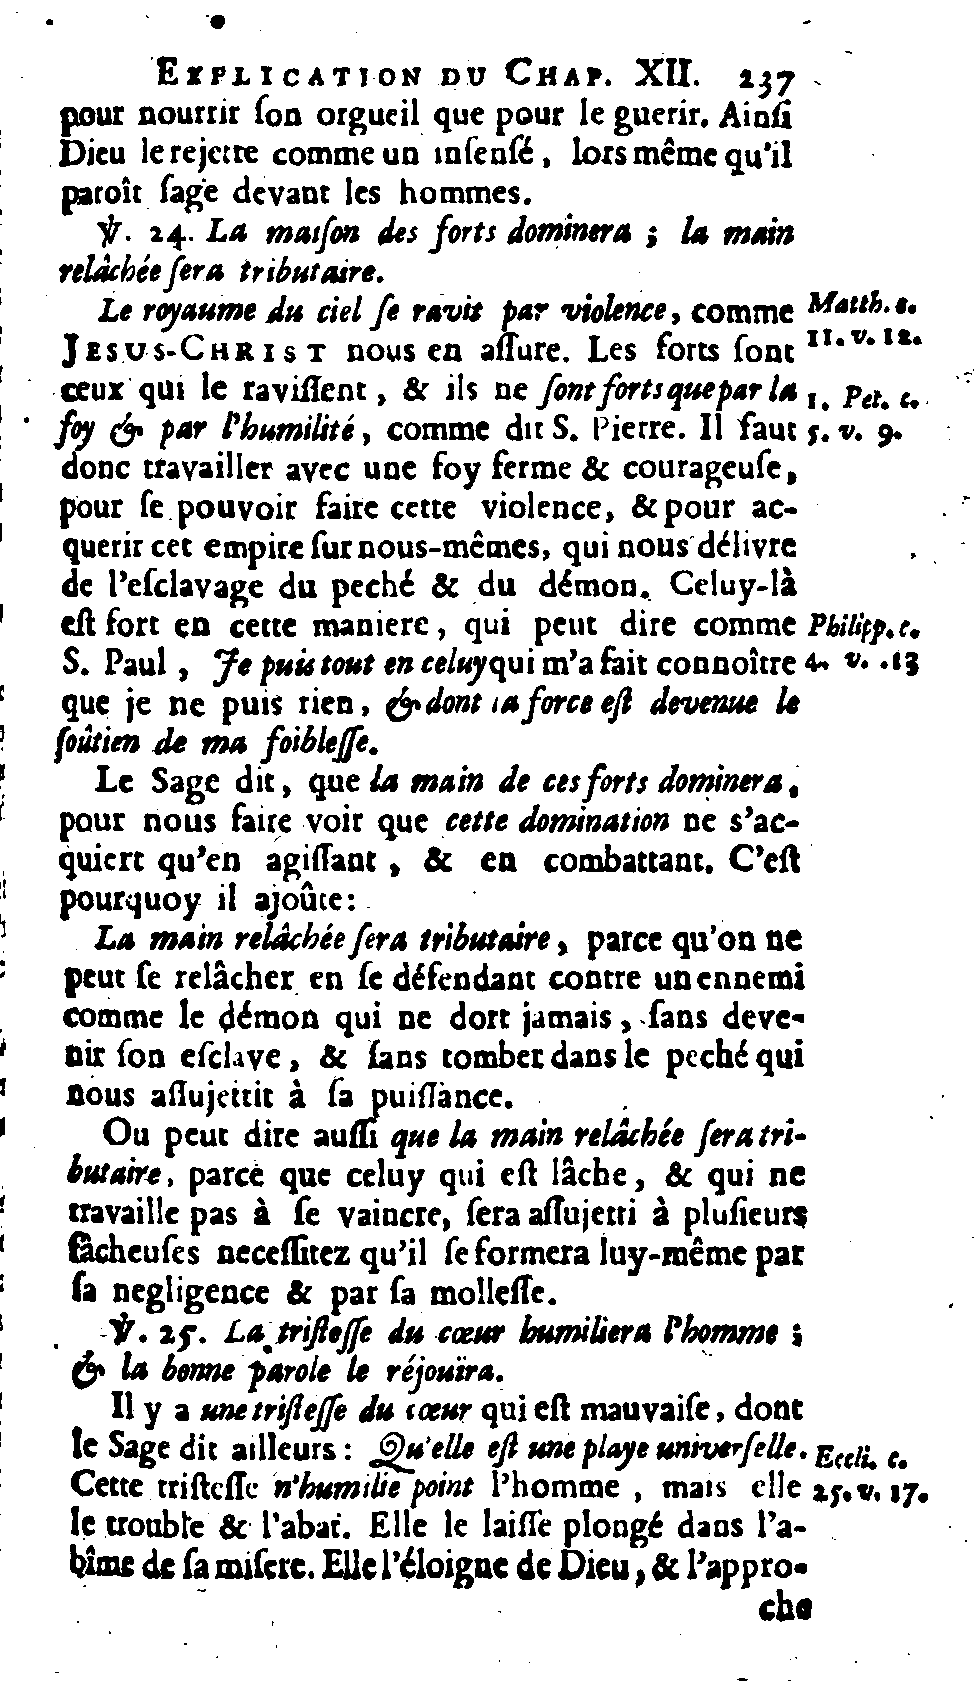 EXPLICATION DU CHAP. XII. 237
pour nourrir ſon orgueil que pour le guerir. Ainſi
Dieu le rejette comme un inſenſé, lors même qu'il
paroît ſage devant les hommes.
℣. 24. La maiſon des forts dominera ; la main
relâchée ſera tributaire.
Le royaume du ciel ſe ravit par violence, comme Matth. c.
JESUS-CHRIST nous en aſſure. Les forts ſont 11. v. 12.
ceux qui le raviſſent, & ils ne ſont forts que par la 1. Pet. c.
foy & par l'humilité, comme dit S. Pierre. Il faut 5. v. 9.
donc travailler avec une foy ferme & courageuſe,
pour ſe pouvoir faire cette violence, & pour ac-
querir cet empire ſur nous-mêmes, qui nous délivre
de l'eſclavage du peché & du démon. Celuy-là
eſt fort en cette maniere, qui peut dire comme Philipp. c.
S. Paul, Je puis tout en celuy qui m'a fait connoître 4. v. 13
que je ne puis rien, & dont la force eſt devenue le
ſoûtien de ma foibleſſe.
Le Sage dit, que la main de ces forts dominera,
pour nous faire voir que cette domination ne s'ac-
quiert qu'en agiſſant, & en combattant. C'eſt
pourquoy il ajoûte:
La main relâchée ſera tributaire, parce qu'on ne
peut ſe relâcher en ſe défendant contre un ennemi
comme le démon qui ne dort jamais, ſans deve-
nir ſon eſclave, & ſans tomber dans le peché qui
nous aſſujettit à ſa puiſſance.
Ou peut dire auſſi que la main relâchée ſera tri-
butaire, parce que celuy qui eſt lâche, & qui ne
travaille pas à ſe vaincre, ſera aſſujetti à pluſieurs
fâcheuſes neceſſitez qu'il ſe formera luy-même par
ſa negligence & par ſa molleſſe.
℣. 25. La triſteſſe du cœur humiliera l'homme ;
& la bonne parole le réjouïra.
Il y a une triſteſſe du cœur qui eſt mauvaiſe, dont
le Sage dit ailleurs : Qu'elle eſt une playe univerſelle. Eccli. c.
Cette triſteſſe n'humilie point l'homme, mais elle 25. v. 17.
le trouble & l'abat. Elle le laiſſe plongé dans l'a-
bîme de ſa miſere. Elle l'éloigne de Dieu, & l'appro-
che